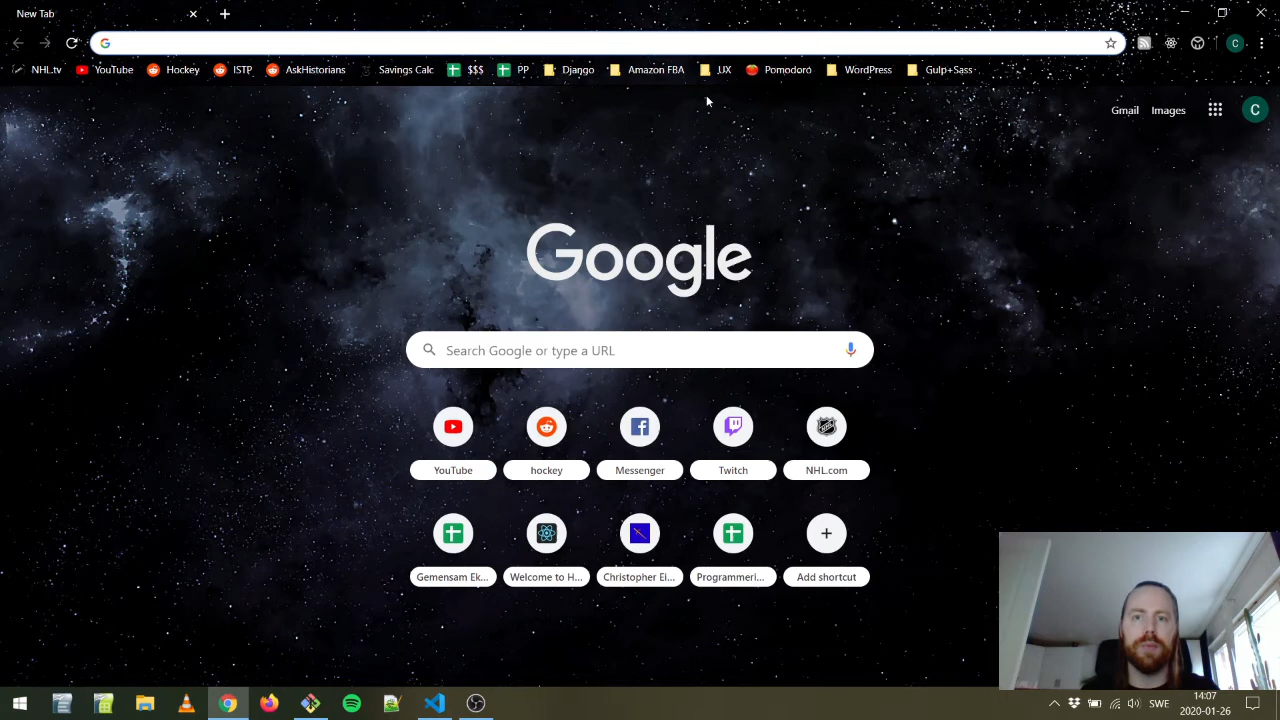 New Tab
NHL.tv YouTube Hockey ISTP AskHistorians Savings Calc $$$ PP Django Amazon FBA UX Pomodoro WordPress Gulp+Sass
C
Gmail Images C
Google
Search Google or type a URL
YouTube hockey Messenger Twitch NHL.com
Gemensam Ek... Welcome to H... Christopher Ei... Programmeri... Add shortcut
SWE
14:07
2020-01-26